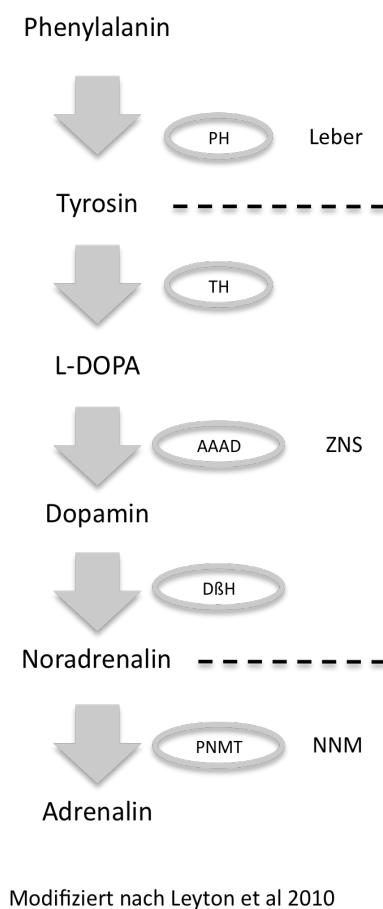 Phenylalanin
PH Leber
Tyrosin
TH
L-DOPA
AAAD ZNS
Dopamin
DßH
Noradrenalin
PNMT NNM
Adrenalin
Modifiziert nach Leyton et al 2010